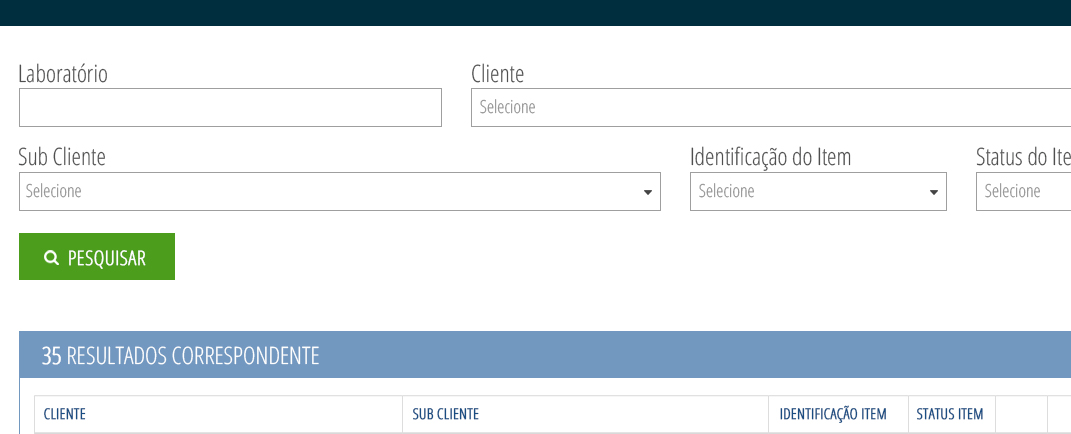 Laboratório Cliente
Selecione
Sub Cliente Identificação do Item Status do Ite
Selecione Selecione Selecione
PESQUISAR
35 RESULTADOS CORRESPONDENTE
CLIENTE SUB CLIENTE IDENTIFICAÇÃO ITEM STATUS ITEM